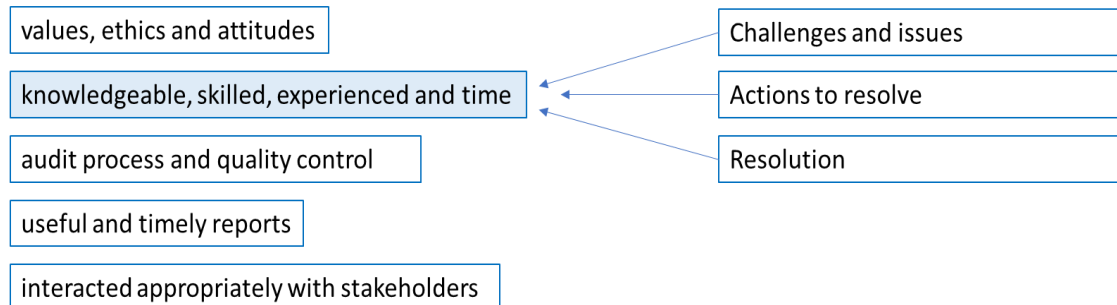 values, ethics and attitudes
knowledgeable, skilled, experienced and time
audit process and quality control
useful and timely reports
interacted appropriately with stakeholders
Challenges and issues
Actions to resolve
Resolution